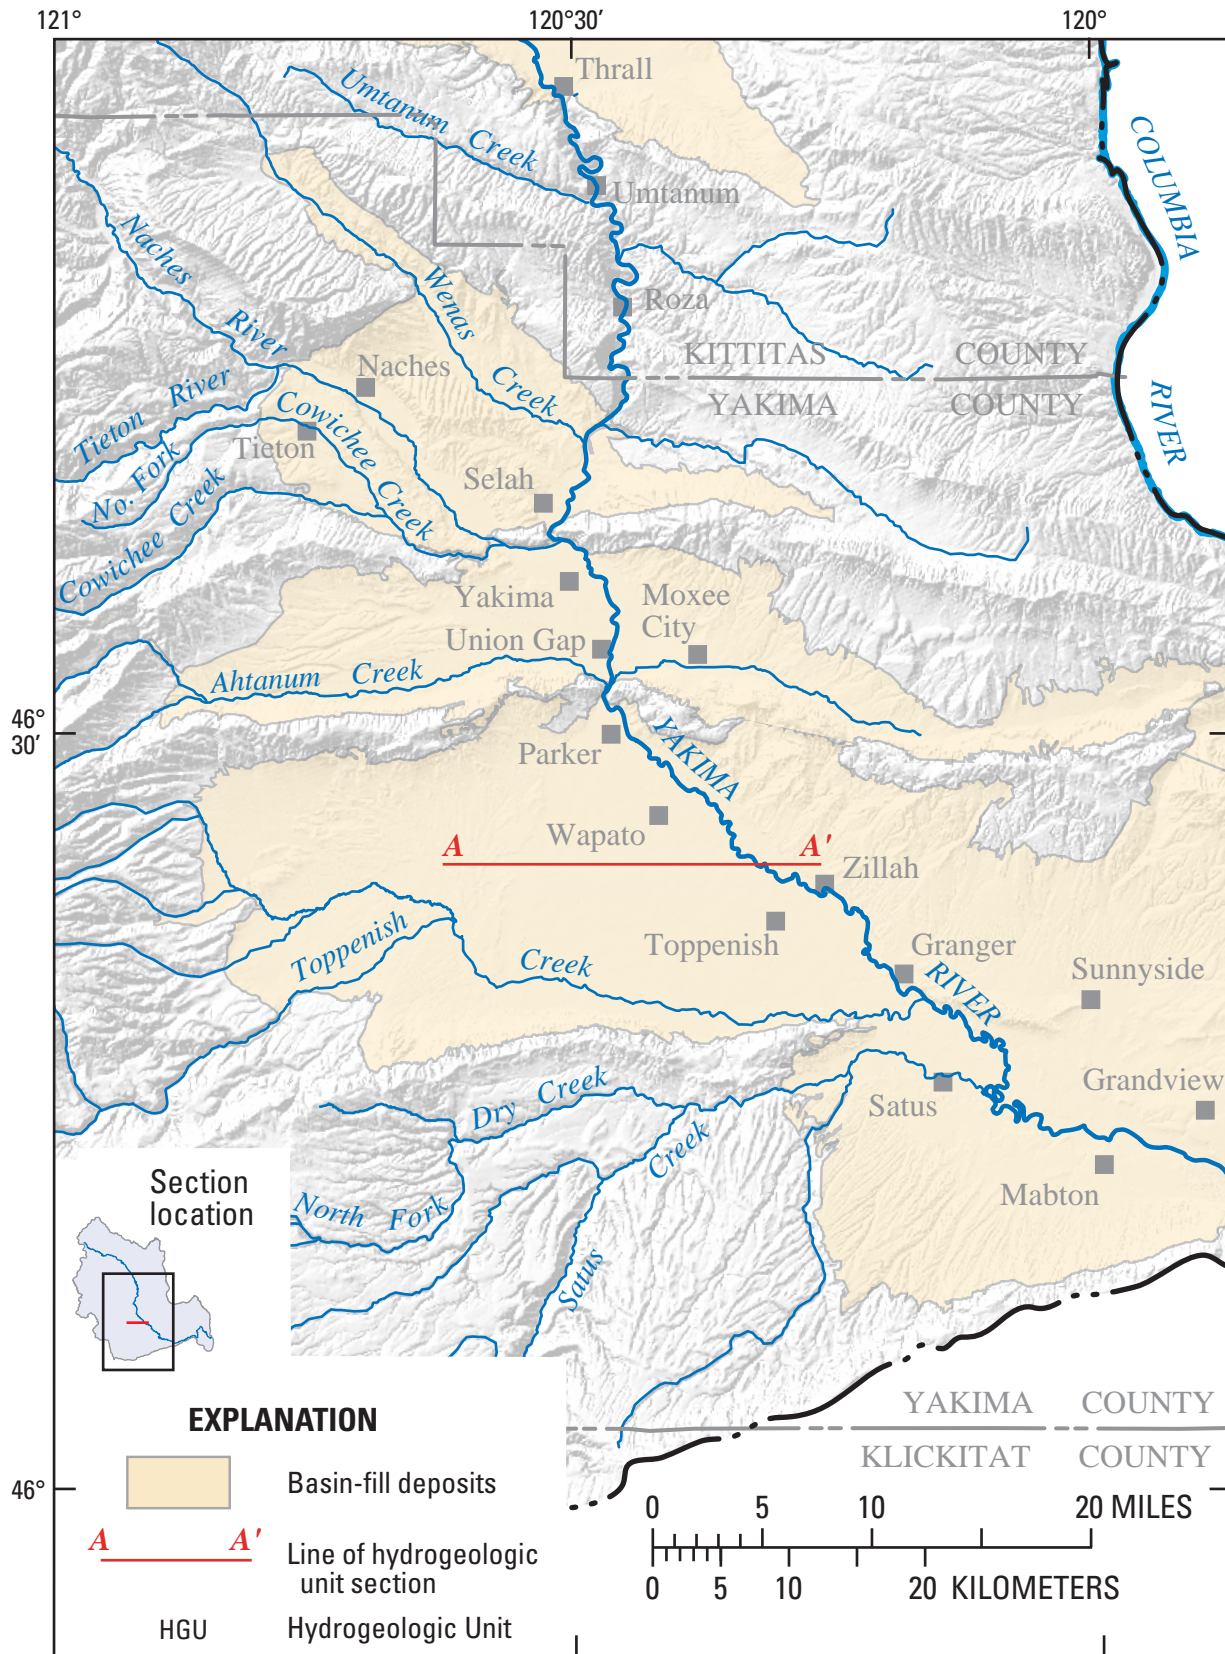 121°
120°30′
120°
Thrall
Umtanum Creek
COLUMBIA
Umtanum
Naches
River
Wenas
Creek
Roza
KITTITAS COUNTY
YAKIMA COUNTY
RIVER
Naches
Tieton River
Cowichee
Creek
Tieton
No. Fork
Cowichee Creek
Selah
Yakima
Moxee
City
Union Gap
Ahtanum Creek
46°
30′
Parker
YAKIMA
Wapato
A A′
Zillah
Toppenish
Toppenish
Creek
Granger
RIVER
Sunnyside
Dry Creek
Satus
Grandview
Creek
Mabton
North Fork
Satus
Section
location
YAKIMA COUNTY
KLICKITAT COUNTY
46°
EXPLANATION
Basin-fill deposits
A A′
Line of hydrogeologic
unit section
HGU Hydrogeologic Unit
0 5 10 20 MILES
0 5 10 20 KILOMETERS